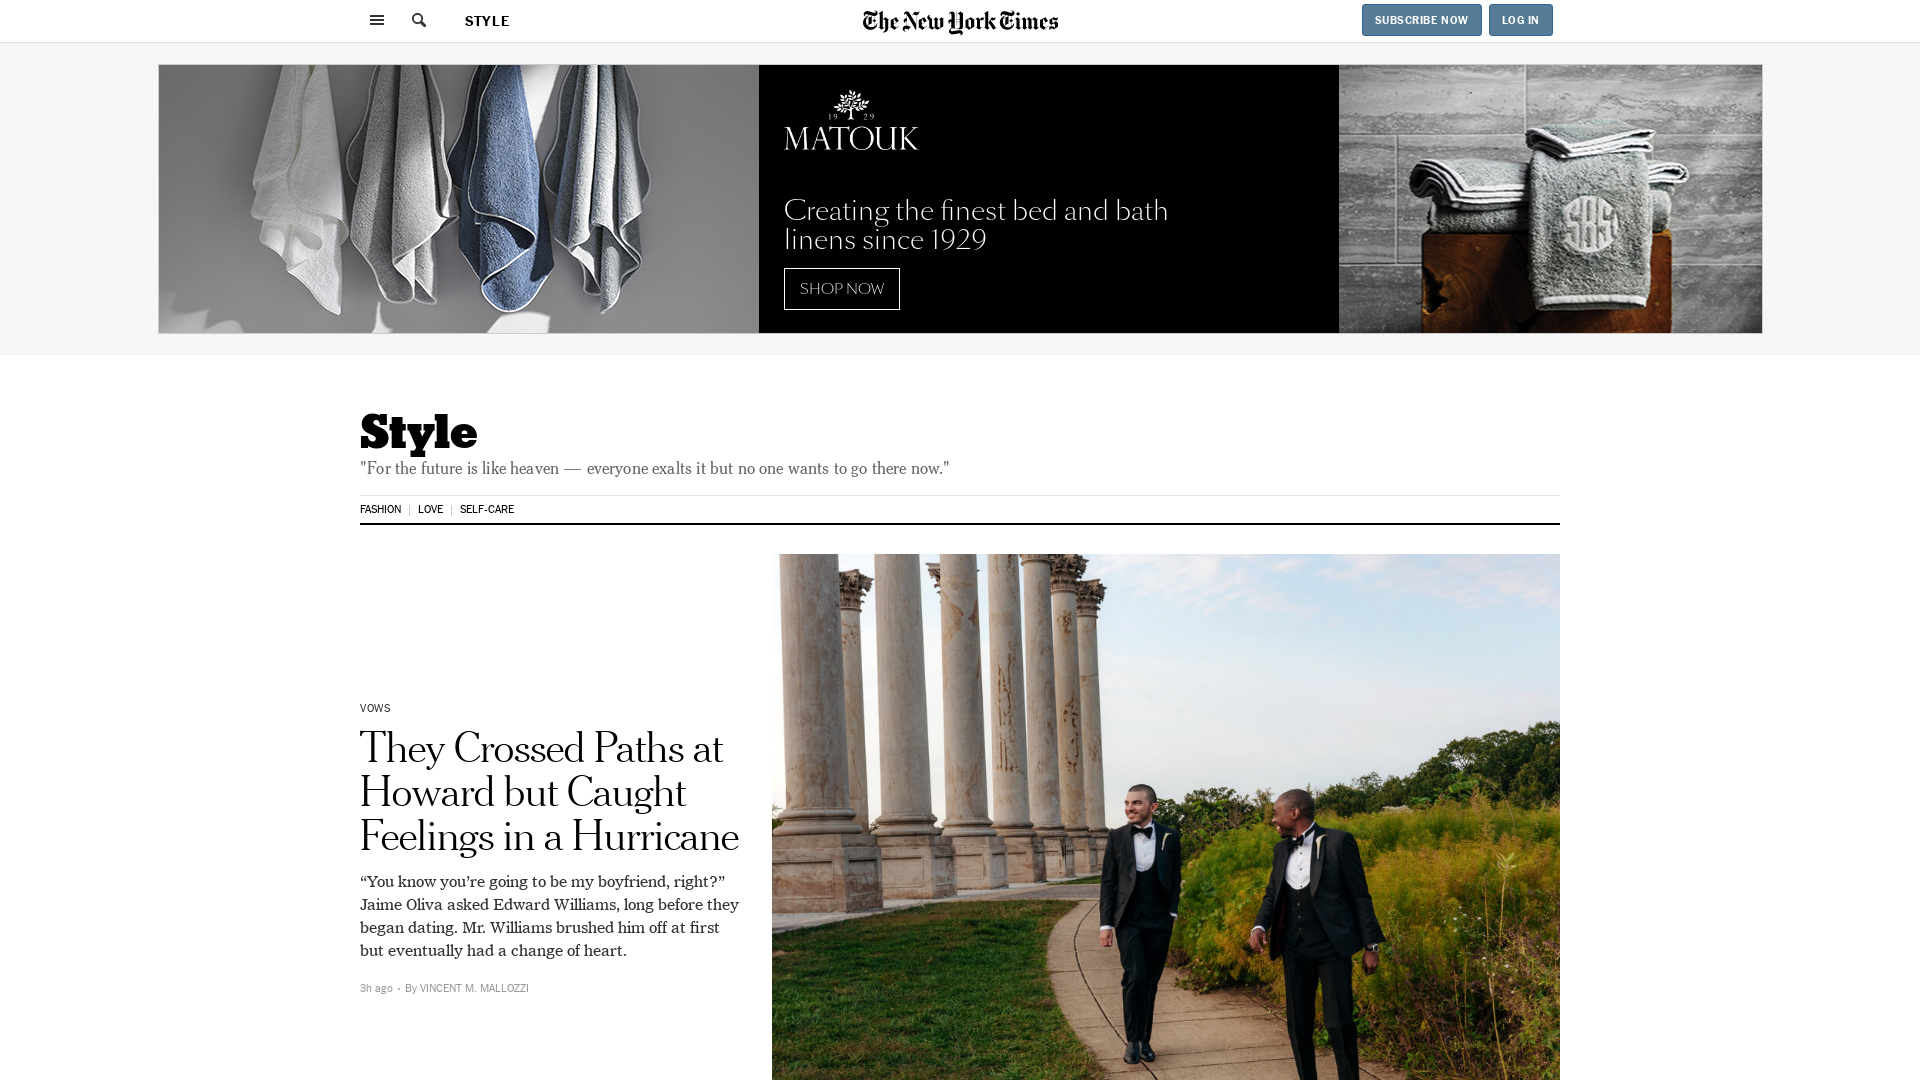 STYLE
The New York Times
SUBSCRIBE NOW
LOG IN
19 29
MATOUK
Creating the finest bed and bath
linens since 1929
SHOP NOW
SBS
Style
"For the future is like heaven — everyone exalts it but no one wants to go there now."
FASHION
LOVE
SELF-CARE
VOWS
They Crossed Paths at
Howard but Caught
Feelings in a Hurricane
“You know you’re going to be my boyfriend, right?”
Jaime Oliva asked Edward Williams, long before they
began dating. Mr. Williams brushed him off at first
but eventually had a change of heart.
3h ago • By VINCENT M. MALLOZZI